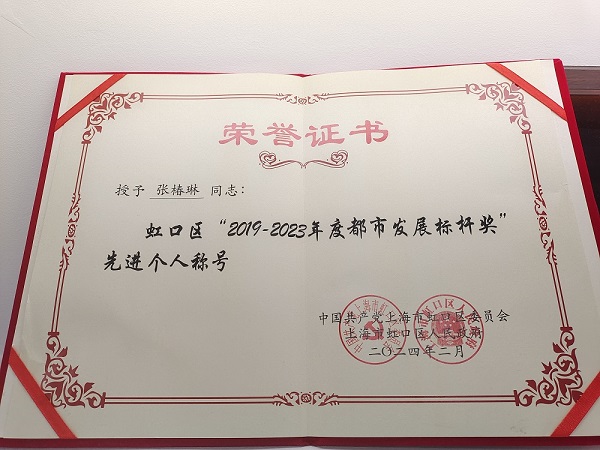 荣誉证书
授予 张椿琳 同志：
虹口区“2019-2023年度都市发展标杆奖”
先进个人称号
中国共产党上海市虹口区委员会
上海市虹口区人民政府
二〇二四年二月